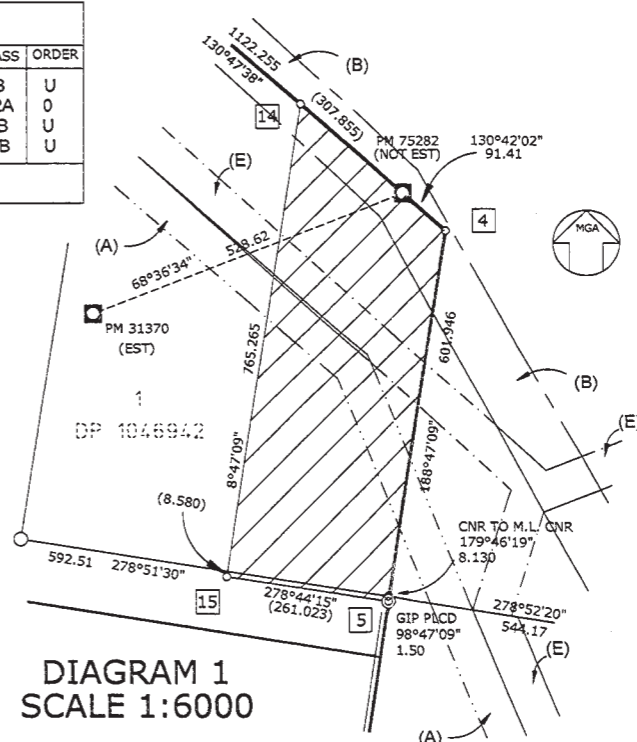 ASS ORDER
B U
RA 0
B U
B U
1122.255
130°47'38"
(B)
(307.855)
14
PM 75282
(NOT EST)
130°42'02"
91.41
(E)
4
MGA
(A)
528.62
68°36'34"
PM 31370
(EST)
765.265
601.946
1
DP 1046942
(B)
(E)
8°47'09"
188°47'09"
(8.580)
CNR TO M.L. CNR
179°46'19"
8.130
592.51 278°51'30"
278°44'15"
(261.023)
15
5
GIP PLCD
98°47'09"
1.50
278°52'20"
544.17
(E)
(A)
DIAGRAM 1
SCALE 1:6000